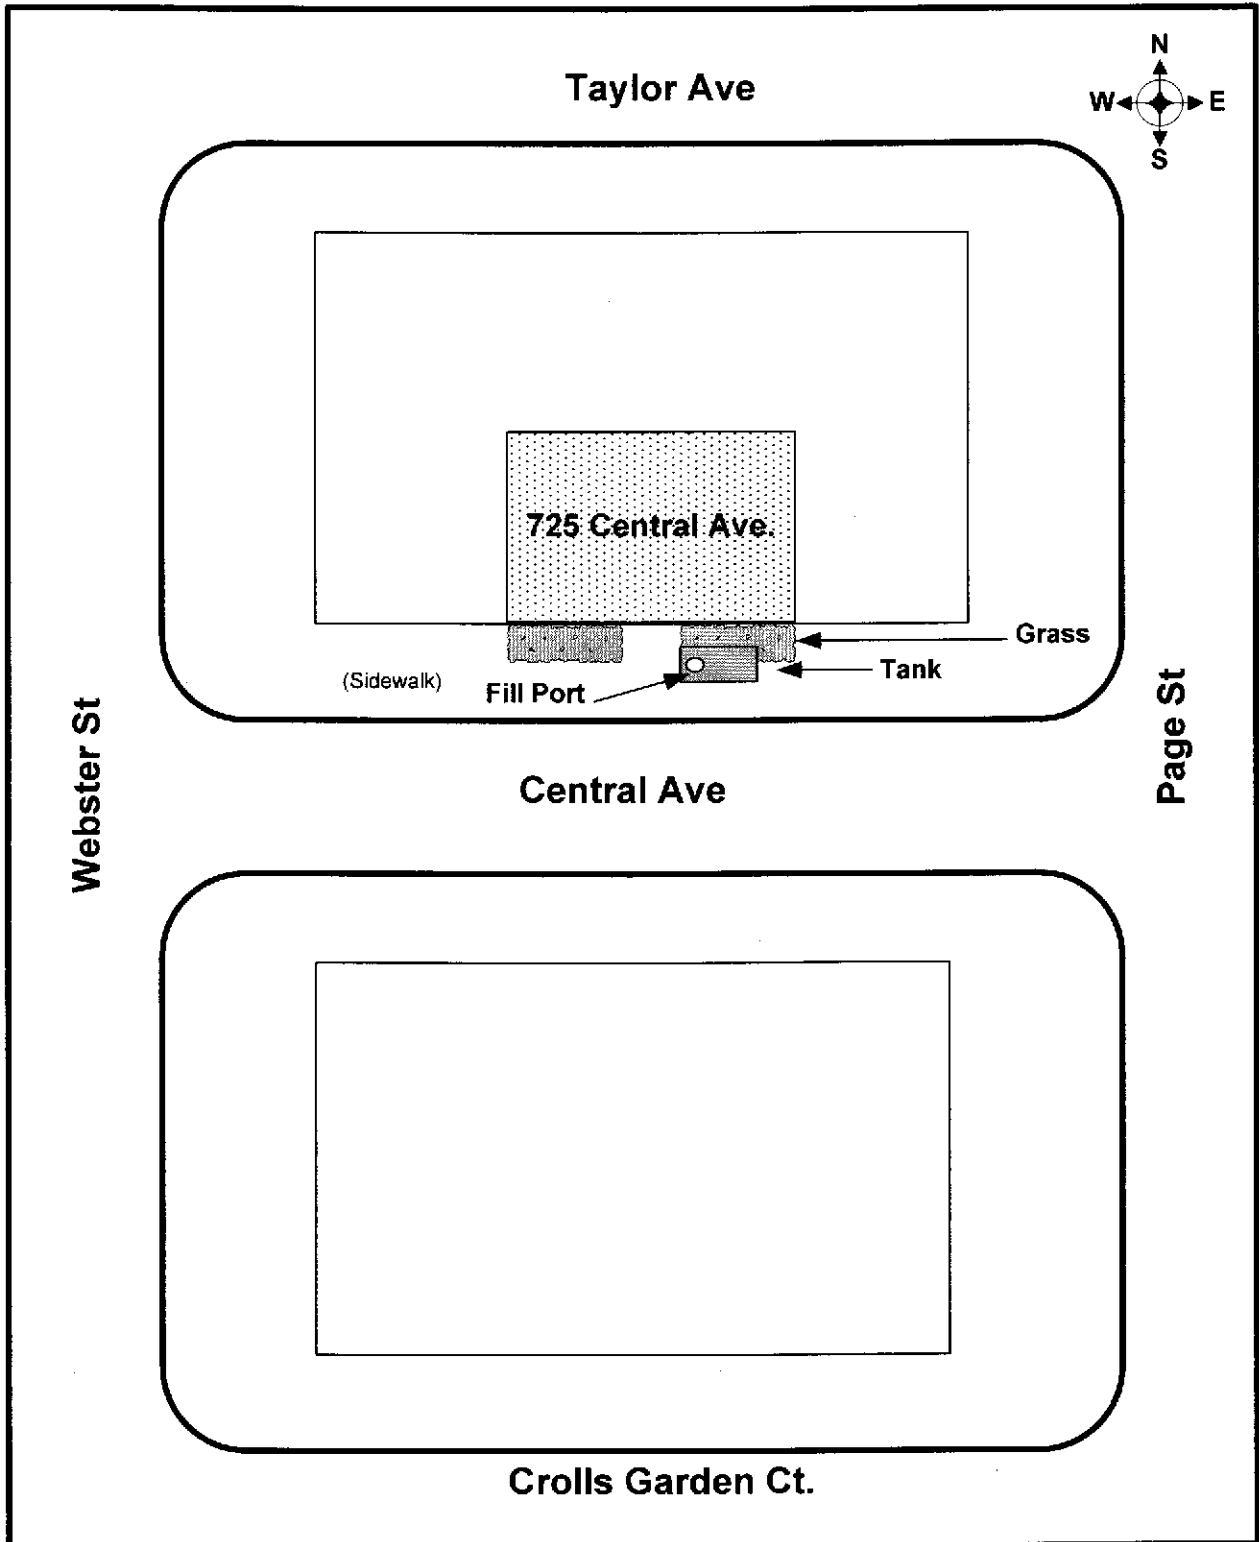 N
Taylor Ave
W E
S
725 Central Ave.
Grass
(Sidewalk)
Tank
Fill Port
Webster St
Page St
Central Ave
Crolls Garden Ct.